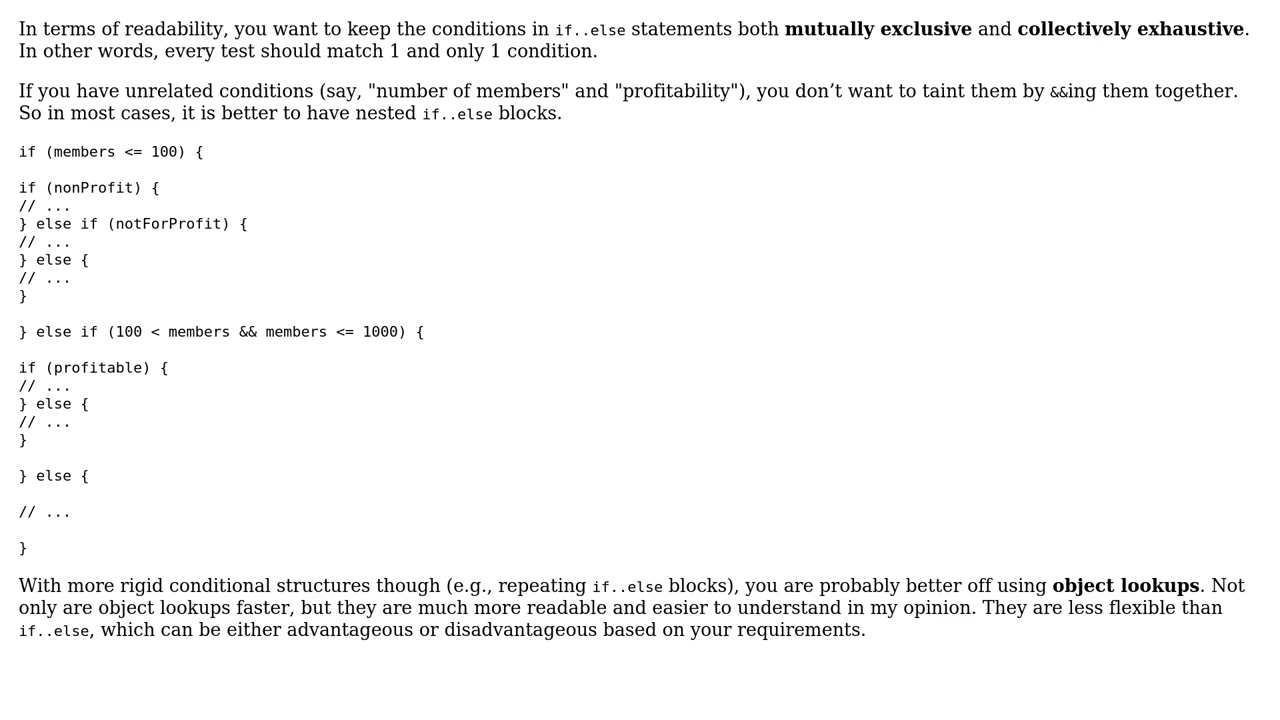 In terms of readability, you want to keep the conditions in if..else statements both mutually exclusive and collectively exhaustive.
In other words, every test should match 1 and only 1 condition.
If you have unrelated conditions (say, "number of members" and "profitability"), you don’t want to taint them by &&ing them together.
So in most cases, it is better to have nested if..else blocks.
if (members <= 100) {
if (nonProfit) {
// ...
} else if (notForProfit) {
// ...
} else {
// ...
}
} else if (100 < members && members <= 1000) {
if (profitable) {
// ...
} else {
// ...
}
} else {
// ...
}
With more rigid conditional structures though (e.g., repeating if..else blocks), you are probably better off using object lookups. Not
only are object lookups faster, but they are much more readable and easier to understand in my opinion. They are less flexible than
if..else, which can be either advantageous or disadvantageous based on your requirements.